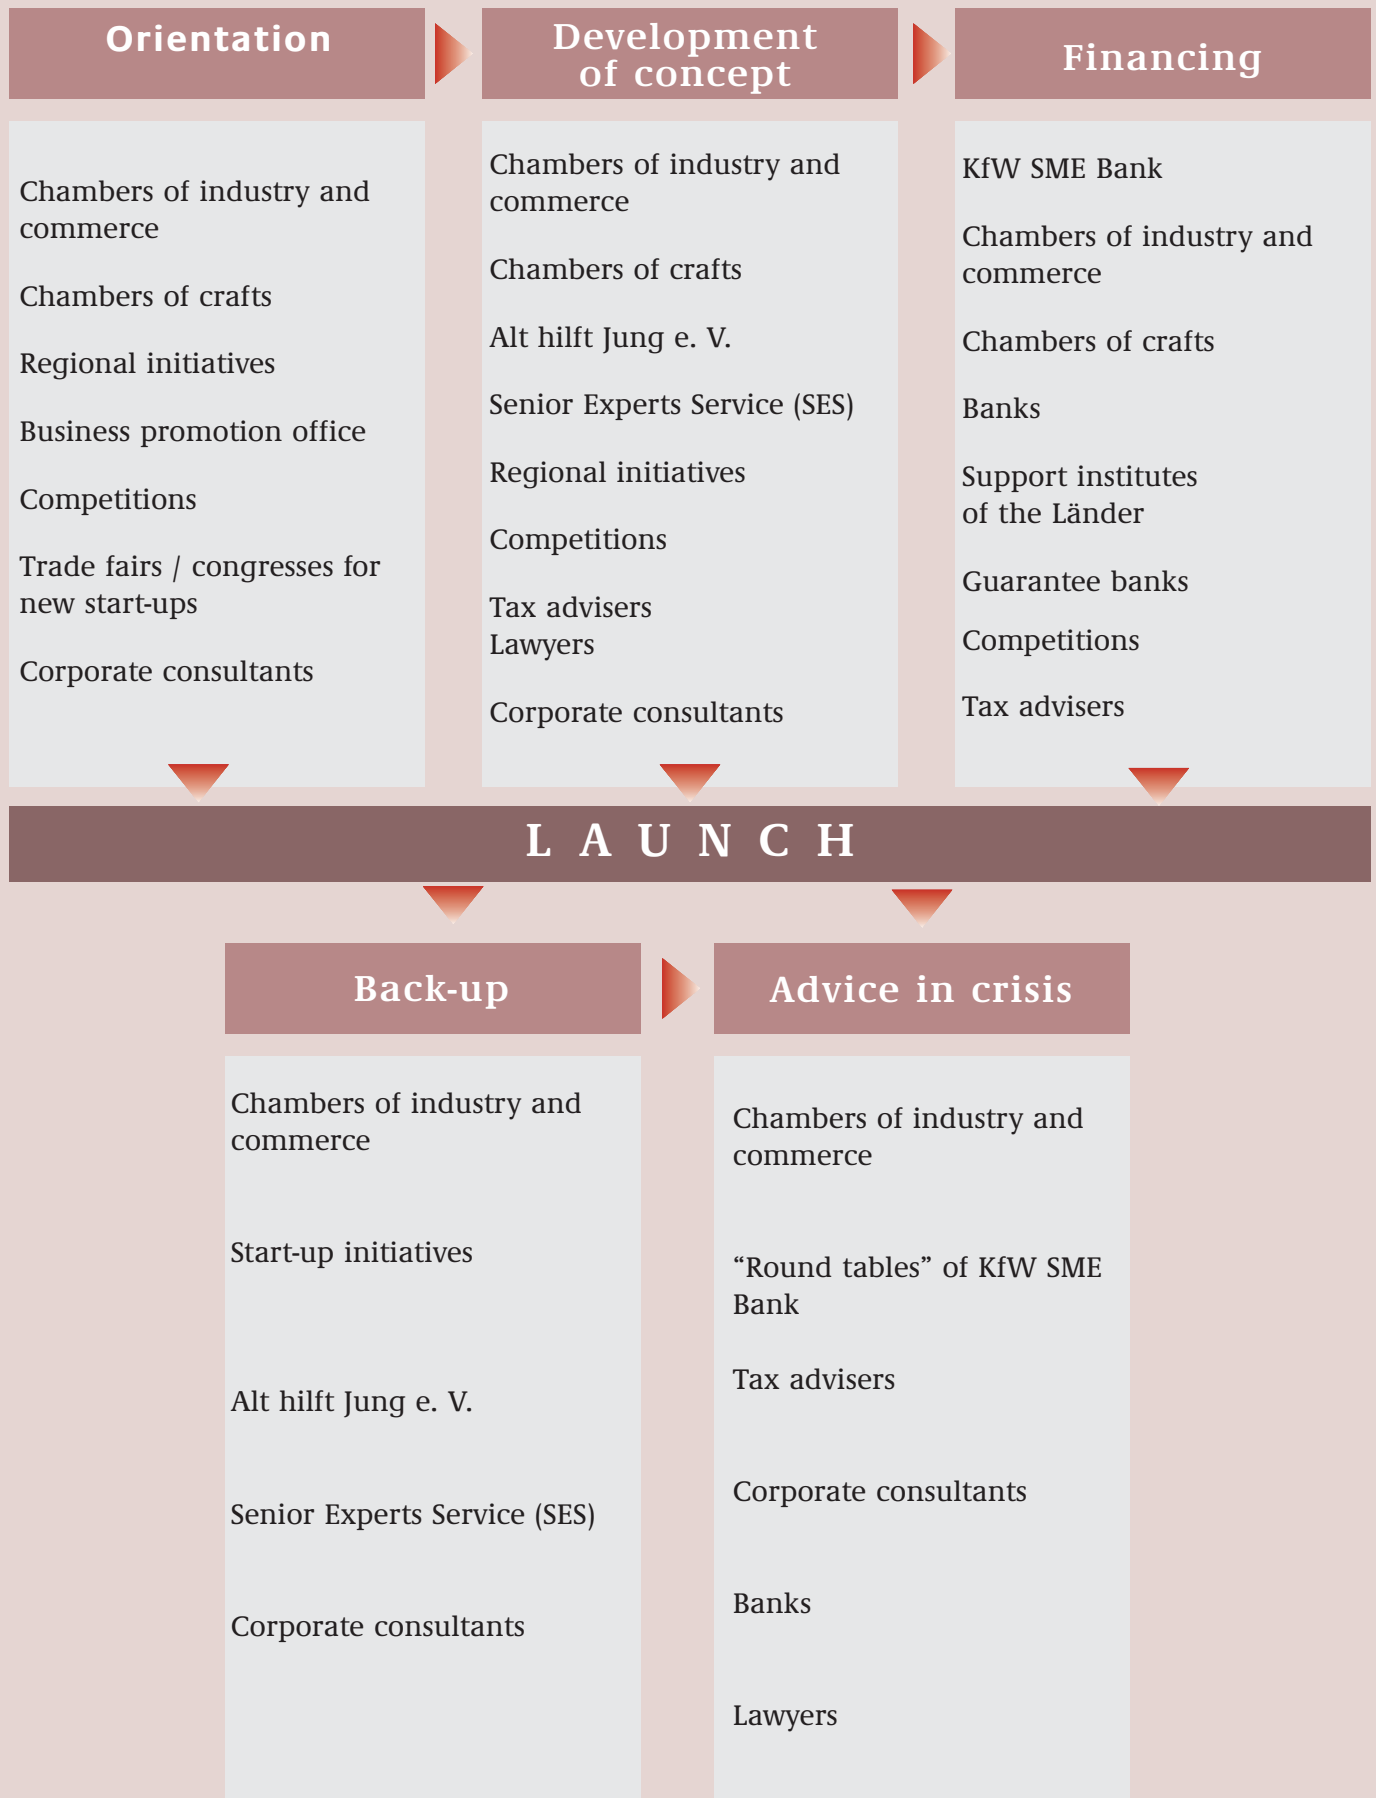 Orientation
Development
of concept
Financing
Chambers of industry and
commerce
Chambers of crafts
Regional initiatives
Business promotion office
Competitions
Trade fairs / congresses for
new start-ups
Corporate consultants
Chambers of industry and
commerce
Chambers of crafts
Alt hilft Jung e. V.
Senior Experts Service (SES)
Regional initiatives
Competitions
Tax advisers
Lawyers
Corporate consultants
KfW SME Bank
Chambers of industry and
commerce
Chambers of crafts
Banks
Support institutes
of the Länder
Guarantee banks
Competitions
Tax advisers
LAUNCH
Back-up
Advice in crisis
Chambers of industry and
commerce
Start-up initiatives
Alt hilft Jung e. V.
Senior Experts Service (SES)
Corporate consultants
Chambers of industry and
commerce
“Round tables” of KfW SME
Bank
Tax advisers
Corporate consultants
Banks
Lawyers